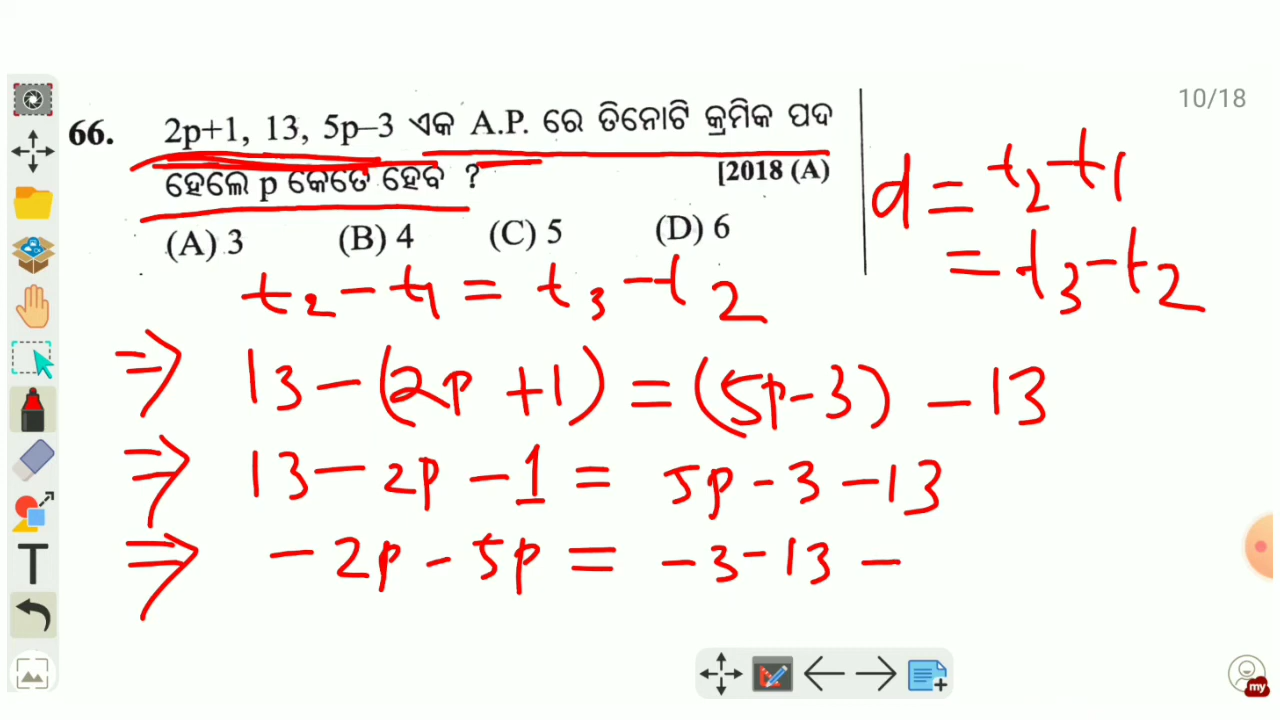 10/18
66. 2p+1, 13, 5p–3 ଏକ A.P. ରେ ତିନୋଟି କ୍ରମିକ ପଦ
ହେଲେ p କେତେ ହେବ ? [2018 (A)
(A) 3 (B) 4 (C) 5 (D) 6
d = t₂ - t₁
= t₃ - t₂
t₂ - t₁ = t₃ - t₂
⇒ 13 - (2p + 1) = (5p - 3) - 13
⇒ 13 - 2p - 1 = 5p - 3 - 13
⇒ - 2p - 5p = - 3 - 13 -
T
my